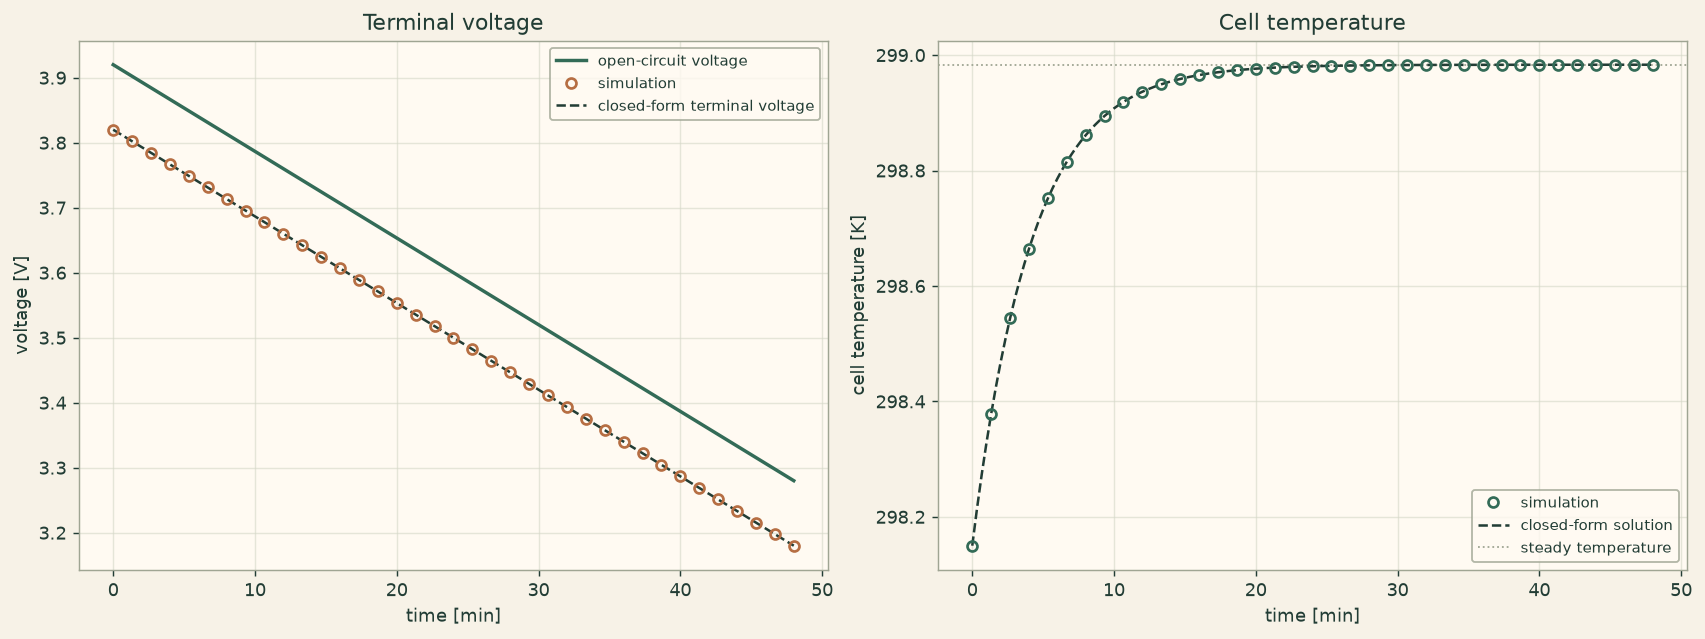 Terminal voltage
voltage [V]
3.9
3.8
3.7
3.6
3.5
3.4
3.3
3.2
open-circuit voltage
simulation
closed-form terminal voltage
0 10 20 30 40 50
time [min]
Cell temperature
cell temperature [K]
299.0
298.8
298.6
298.4
298.2
simulation
closed-form solution
steady temperature
0 10 20 30 40 50
time [min]